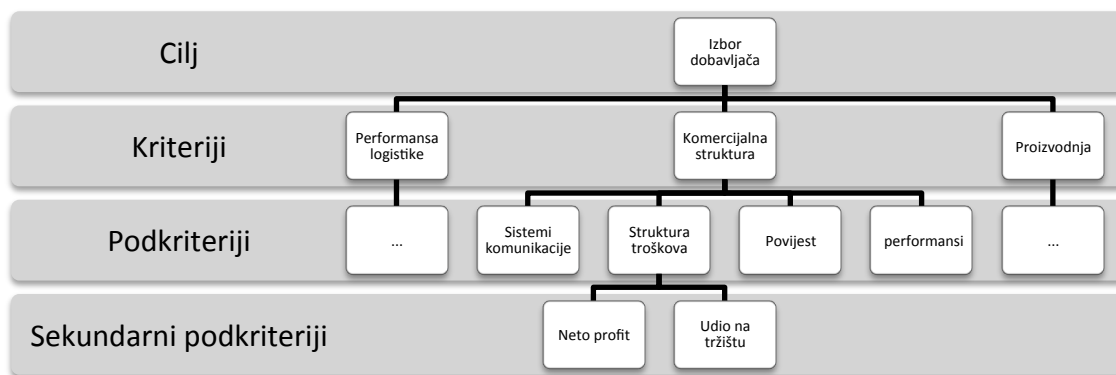 Cilj
Izbor
dobavljača
Kriteriji
Performansa
logistike
Komercijalna
struktura
Proizvodnja
Podkriteriji
...
Sistemi
komunikacije
Struktura
troškova
Povijest
performansi
...
Sekundarni podkriteriji
Neto profit
Udio na
tržištu